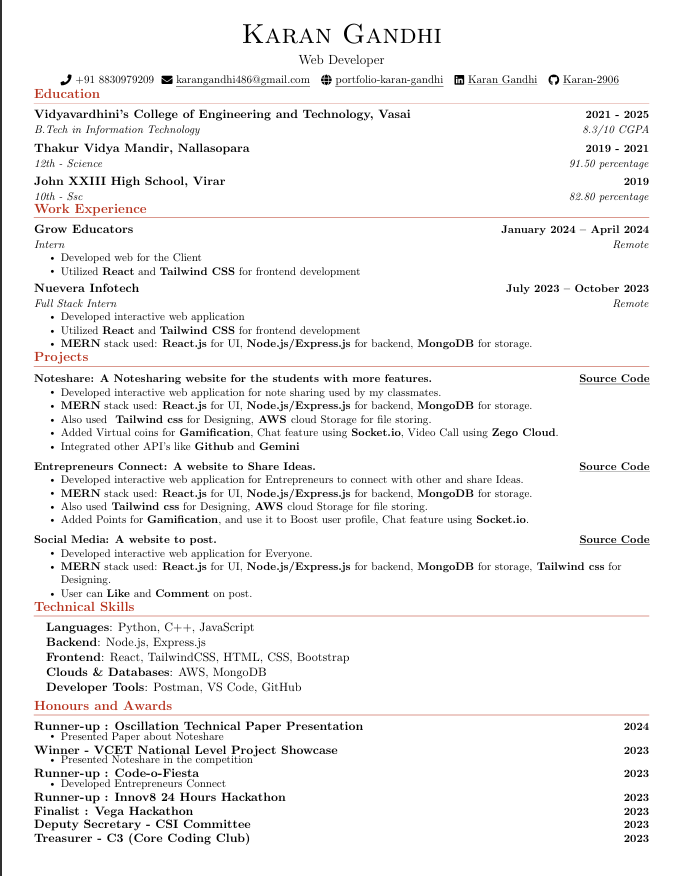 KARAN GANDHI
Web Developer
+91 8830979209 karangandhi486@gmail.com portfolio-karan-gandhi Karan Gandhi Karan-2906
Education
Vidyavardhini's College of Engineering and Technology, Vasai 2021 - 2025
B.Tech in Information Technology 8.3/10 CGPA
Thakur Vidya Mandir, Nallasopara 2019 - 2021
12th - Science 91.50 percentage
John XXIII High School, Virar 2019
10th - Ssc 82.80 percentage
Work Experience
Grow Educators January 2024 – April 2024
Intern Remote
• Developed web for the Client
• Utilized React and Tailwind CSS for frontend development
Nuevera Infotech July 2023 – October 2023
Full Stack Intern Remote
• Developed interactive web application
• Utilized React and Tailwind CSS for frontend development
• MERN stack used: React.js for UI, Node.js/Express.js for backend, MongoDB for storage.
Projects
Noteshare: A Notesharing website for the students with more features. Source Code
• Developed interactive web application for note sharing used by my classmates.
• MERN stack used: React.js for UI, Node.js/Express.js for backend, MongoDB for storage.
• Also used Tailwind css for Designing, AWS cloud Storage for file storing.
• Added Virtual coins for Gamification, Chat feature using Socket.io, Video Call using Zego Cloud.
• Integrated other API's like Github and Gemini
Entrepreneurs Connect: A website to Share Ideas. Source Code
• Developed interactive web application for Entrepreneurs to connect with other and share Ideas.
• MERN stack used: React.js for UI, Node.js/Express.js for backend, MongoDB for storage.
• Also used Tailwind css for Designing, AWS cloud Storage for file storing.
• Added Points for Gamification, and use it to Boost user profile, Chat feature using Socket.io.
Social Media: A website to post. Source Code
• Developed interactive web application for Everyone.
• MERN stack used: React.js for UI, Node.js/Express.js for backend, MongoDB for storage, Tailwind css for
Designing.
• User can Like and Comment on post.
Technical Skills
Languages: Python, C++, JavaScript
Backend: Node.js, Express.js
Frontend: React, TailwindCSS, HTML, CSS, Bootstrap
Clouds & Databases: AWS, MongoDB
Developer Tools: Postman, VS Code, GitHub
Honours and Awards
Runner-up : Oscillation Technical Paper Presentation 2024
• Presented Paper about Noteshare
Winner - VCET National Level Project Showcase 2023
• Presented Noteshare in the competition
Runner-up : Code-o-Fiesta 2023
• Developed Entrepreneurs Connect
Runner-up : Innov8 24 Hours Hackathon 2023
Finalist : Vega Hackathon 2023
Deputy Secretary - CSI Committee 2023
Treasurer - C3 (Core Coding Club) 2023